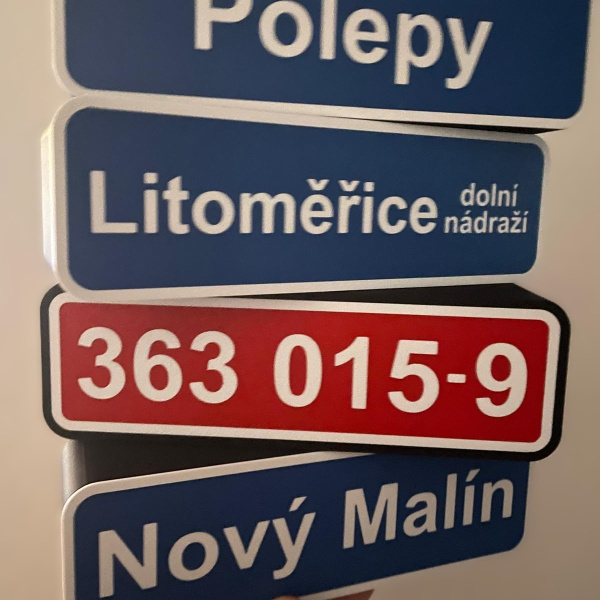 Polepy
Litoměřice dolní nádraží
363 015-9
Nový Malín